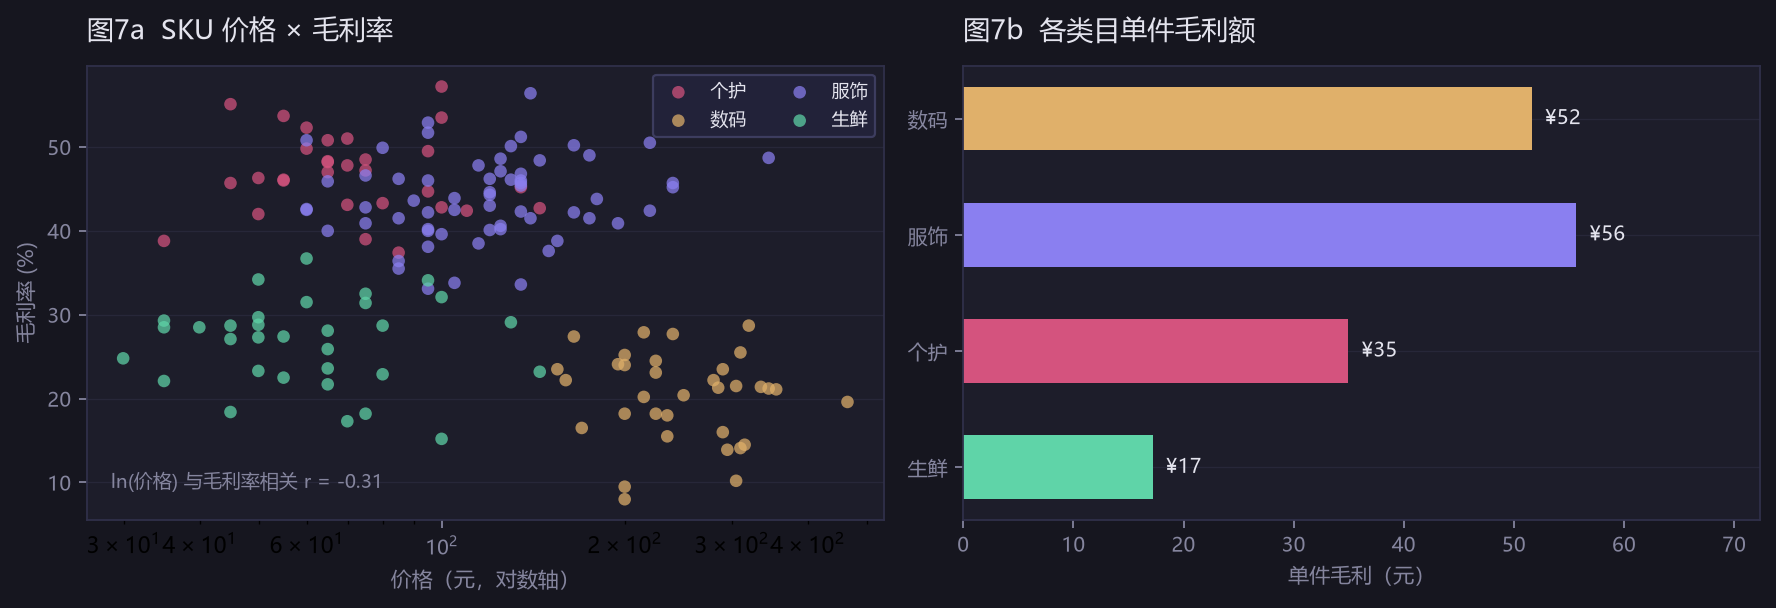 图7a SKU 价格 × 毛利率
个护
服饰
数码
生鲜
50
40
30
20
10
毛利率 (%)
ln(价格) 与毛利率相关 r = -0.31
3 × 10¹
4 × 10¹
6 × 10¹
10²
2 × 10²
3 × 10²
4 × 10²
价格（元，对数轴）
图7b 各类目单件毛利额
数码
¥52
服饰
¥56
个护
¥35
生鲜
¥17
0 10 20 30 40 50 60 70
单件毛利（元）